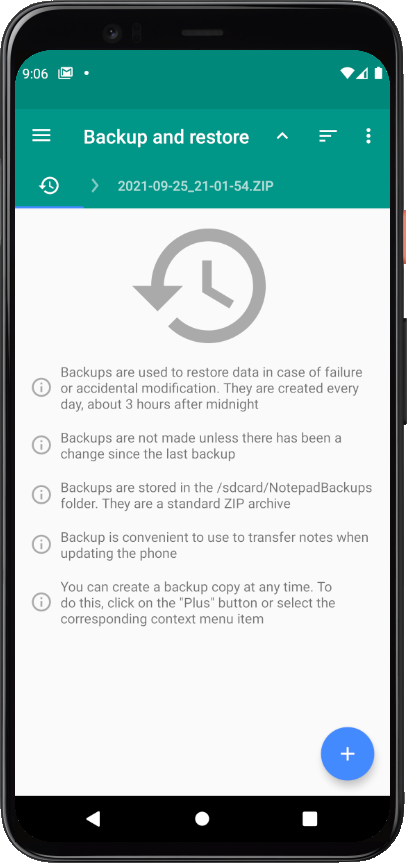 9:06
Backup and restore
2021-09-25_21-01-54.ZIP
Backups are used to restore data in case of failure
or accidental modification. They are created every
day, about 3 hours after midnight
Backups are not made unless there has been a
change since the last backup
Backups are stored in the /sdcard/NotepadBackups
folder. They are a standard ZIP archive
Backup is convenient to use to transfer notes when
updating the phone
You can create a backup copy at any time. To
do this, click on the "Plus" button or select the
corresponding context menu item